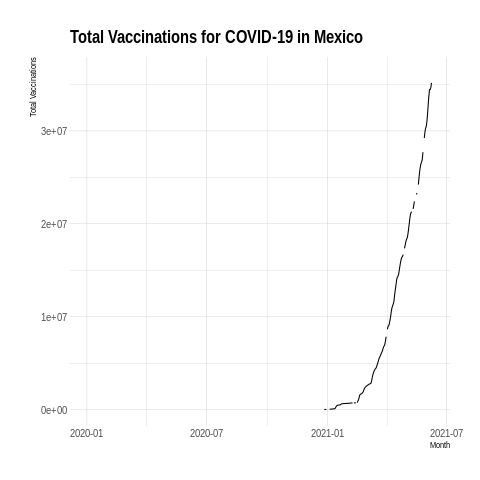 Total Vaccinations for COVID-19 in Mexico
Total Vaccinations
3e+07
2e+07
1e+07
0e+00
2020-01
2020-07
2021-01
2021-07
Month